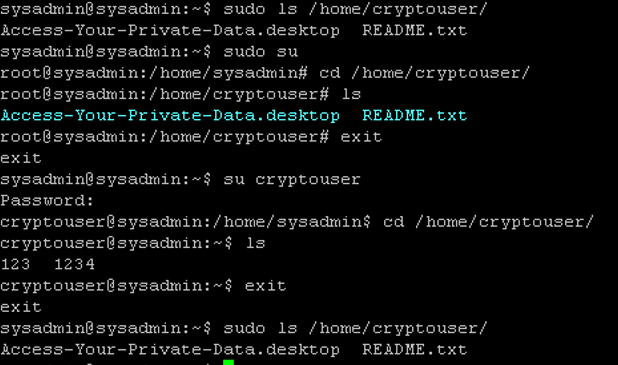 sysadmin@sysadmin:~$ sudo ls /home/cryptouser/
Access-Your-Private-Data.desktop  README.txt
sysadmin@sysadmin:~$ sudo su
root@sysadmin:/home/sysadmin# cd /home/cryptouser/
root@sysadmin:/home/cryptouser# ls
Access-Your-Private-Data.desktop  README.txt
root@sysadmin:/home/cryptouser# exit
exit
sysadmin@sysadmin:~$ su cryptouser
Password:
cryptouser@sysadmin:/home/sysadmin$ cd /home/cryptouser/
cryptouser@sysadmin:~$ ls
123  1234
cryptouser@sysadmin:~$ exit
exit
sysadmin@sysadmin:~$ sudo ls /home/cryptouser/
Access-Your-Private-Data.desktop  README.txt